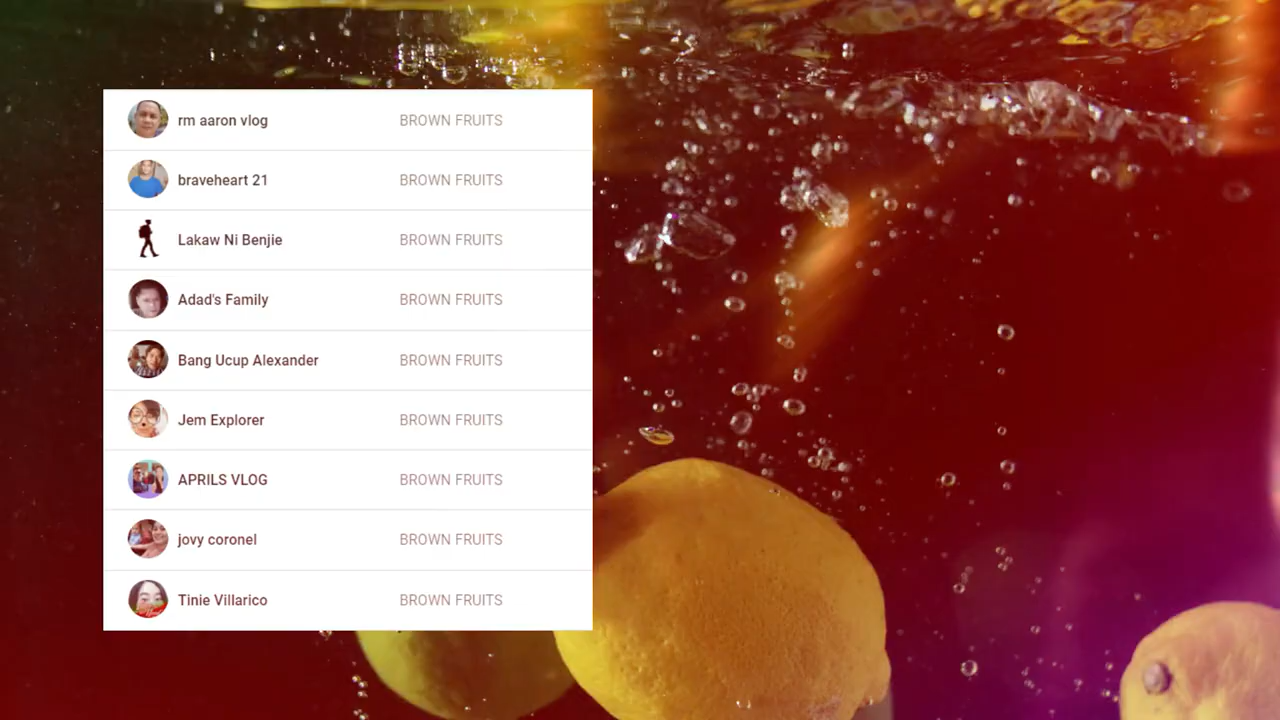 rm aaron vlog BROWN FRUITS
braveheart 21 BROWN FRUITS
Lakaw Ni Benjie BROWN FRUITS
Adad's Family BROWN FRUITS
Bang Ucup Alexander BROWN FRUITS
Jem Explorer BROWN FRUITS
APRILS VLOG BROWN FRUITS
jovy coronel BROWN FRUITS
Tinie Villarico BROWN FRUITS